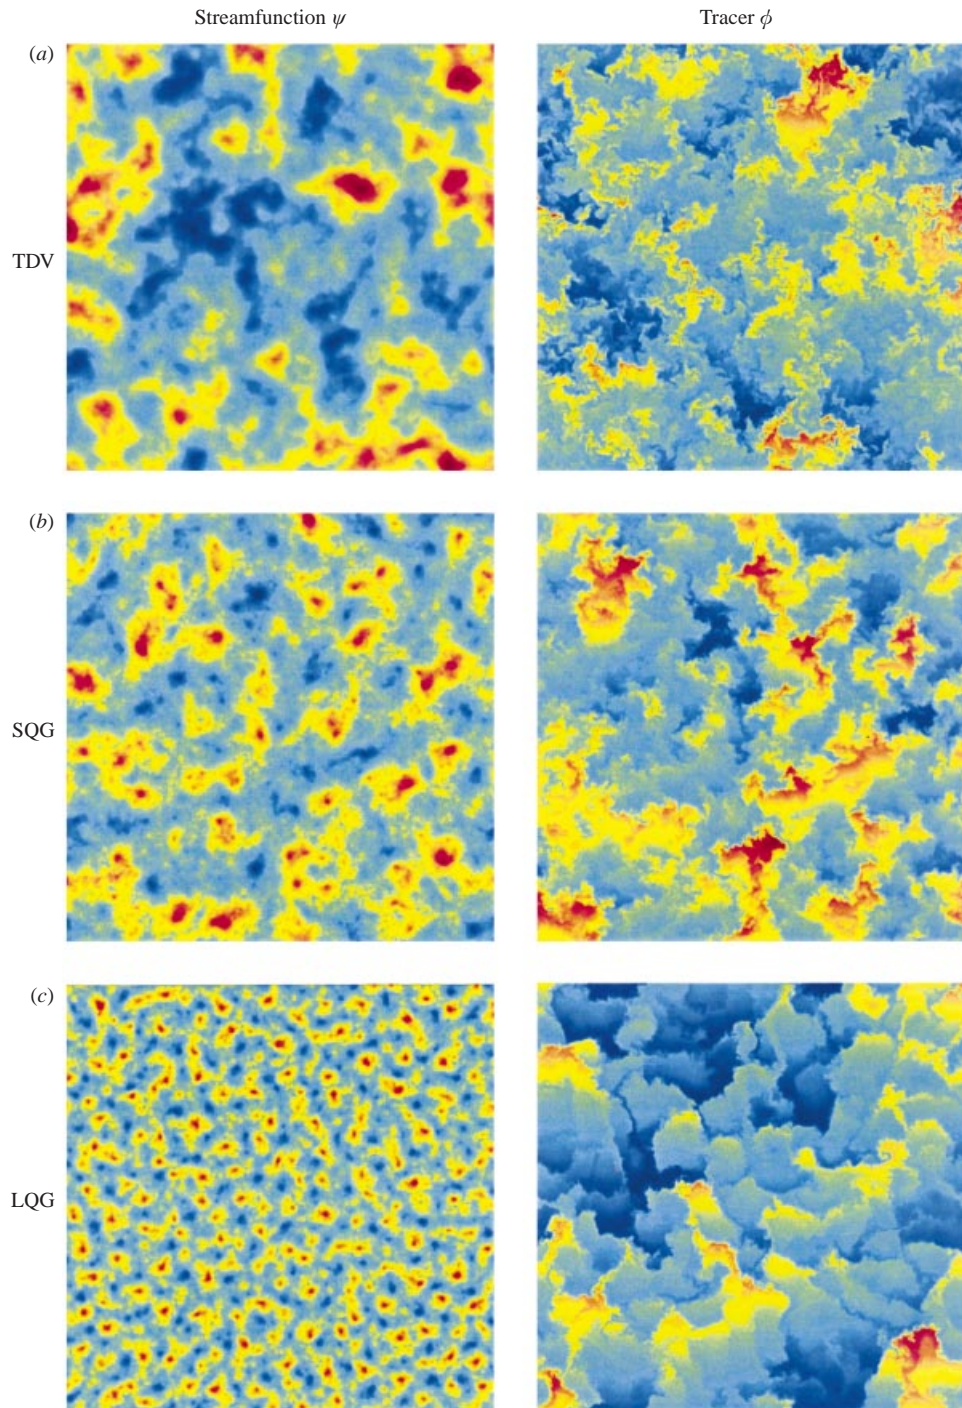 Streamfunction ψ
Tracer ϕ
(a)
TDV
(b)
SQG
(c)
LQG